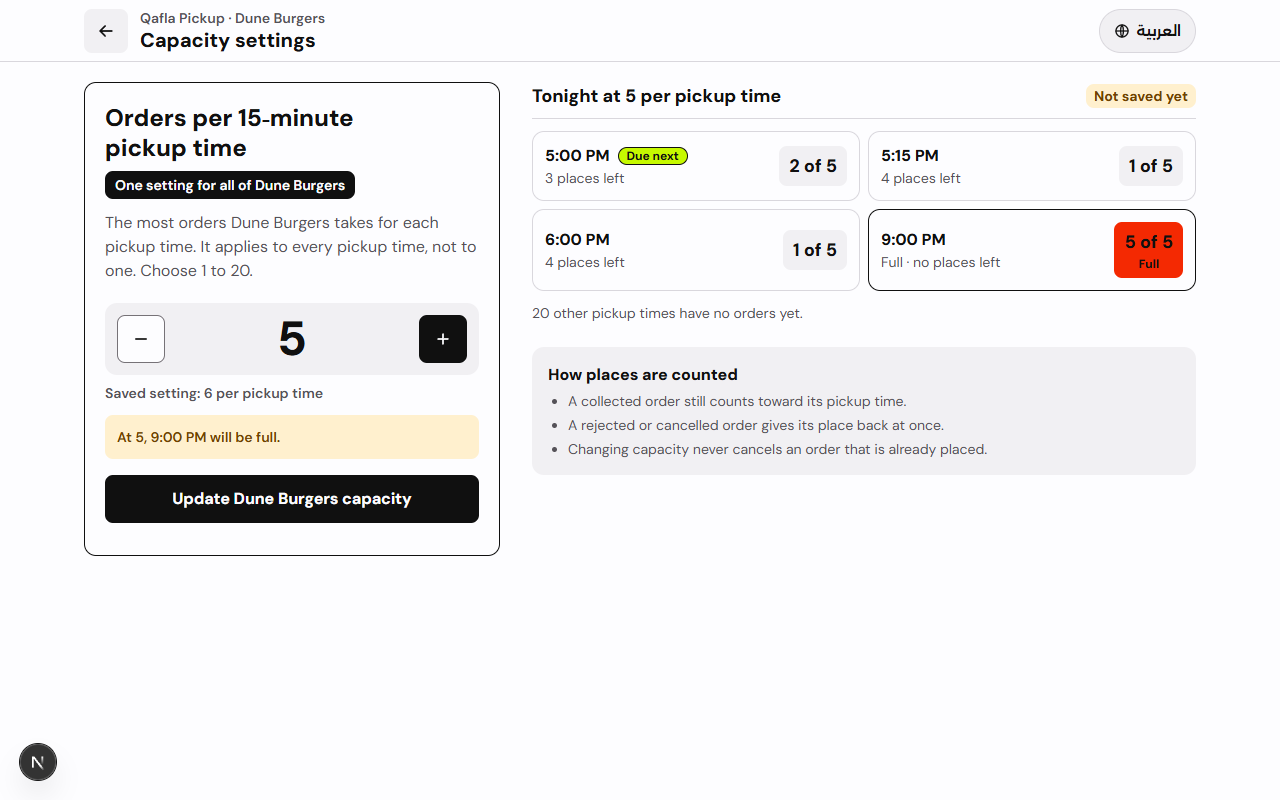 Qafla Pickup · Dune Burgers
Capacity settings
العربية
Orders per 15-minute
pickup time
One setting for all of Dune Burgers
The most orders Dune Burgers takes for each
pickup time. It applies to every pickup time, not to
one. Choose 1 to 20.
− 5 +
Saved setting: 6 per pickup time
At 5, 9:00 PM will be full.
Update Dune Burgers capacity
Tonight at 5 per pickup time
Not saved yet
5:00 PM Due next
3 places left
2 of 5
5:15 PM
4 places left
1 of 5
6:00 PM
4 places left
1 of 5
9:00 PM
Full · no places left
5 of 5
Full
20 other pickup times have no orders yet.
How places are counted
• A collected order still counts toward its pickup time.
• A rejected or cancelled order gives its place back at once.
• Changing capacity never cancels an order that is already placed.
N